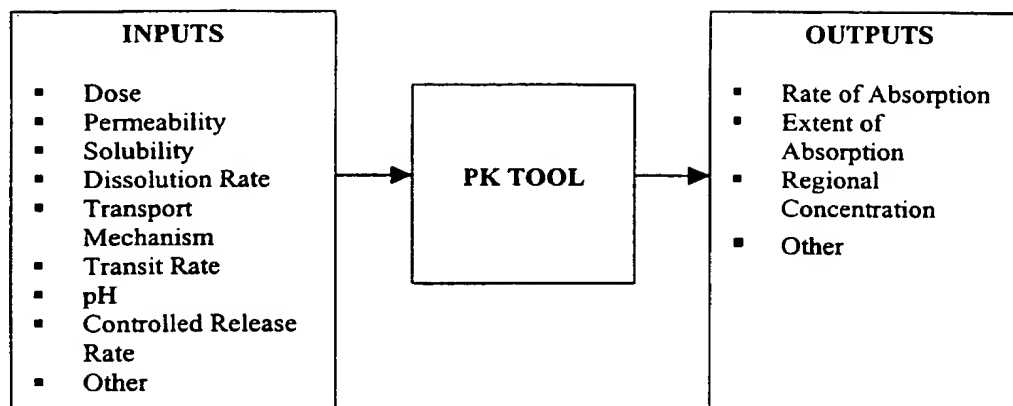 INPUTS
▪ Dose
▪ Permeability
▪ Solubility
▪ Dissolution Rate
▪ Transport
Mechanism
▪ Transit Rate
▪ pH
▪ Controlled Release
Rate
▪ Other
PK TOOL
OUTPUTS
▪ Rate of Absorption
▪ Extent of
Absorption
▪ Regional
Concentration
▪ Other